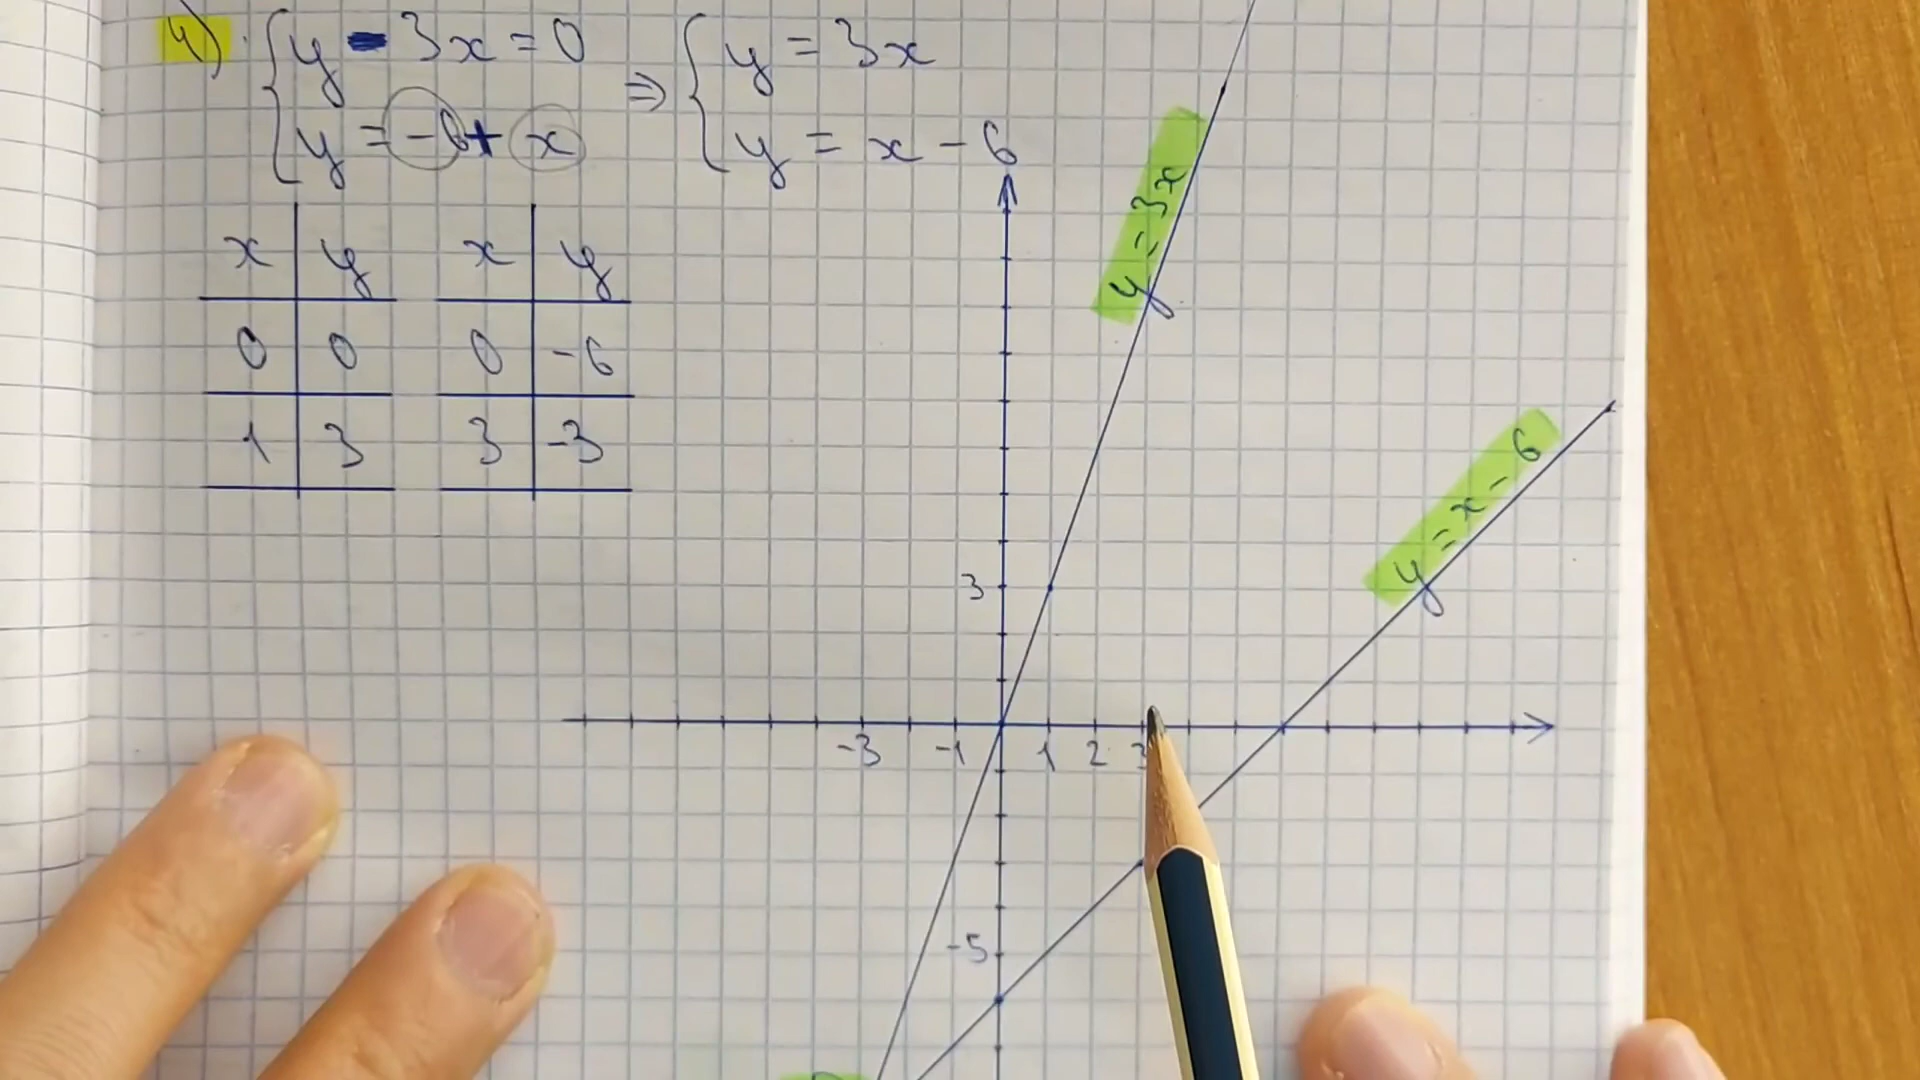 4) { y - 3x = 0 ⇒ { y = 3x
y = -6 + x y = x - 6
x y x y
0 0 0 -6
1 3 3 -3
y = 3x
y = x - 6
3
-3 -1 1 2 3
-5